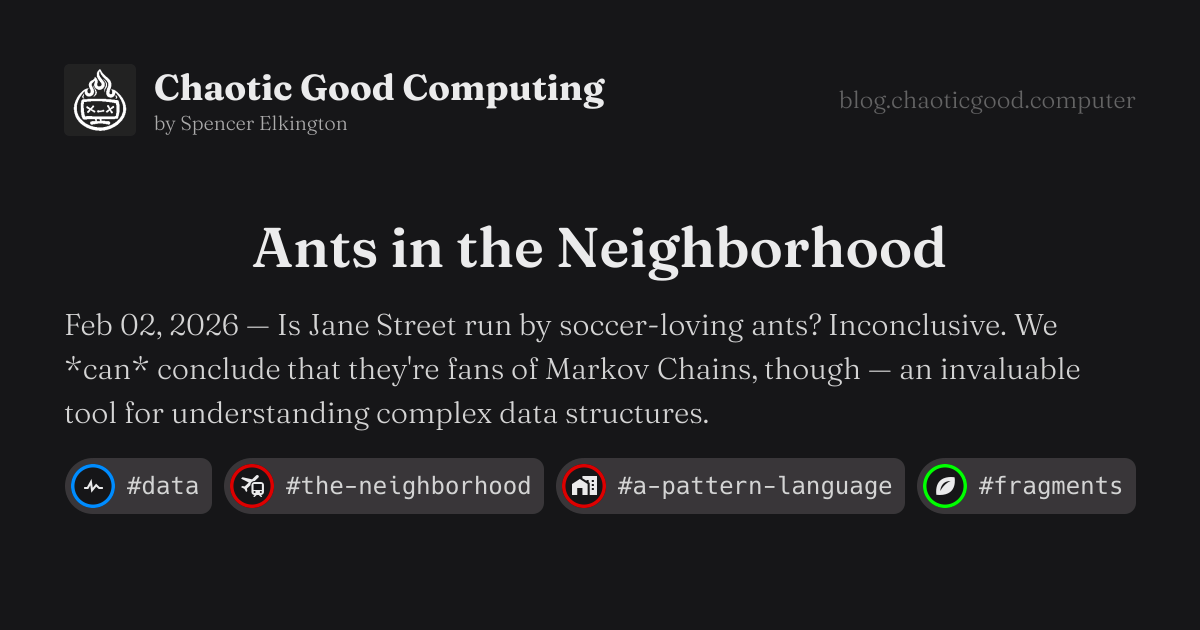 Chaotic Good Computing
by Spencer Elkington
blog.chaoticgood.computer
Ants in the Neighborhood
Feb 02, 2026 — Is Jane Street run by soccer-loving ants? Inconclusive. We
*can* conclude that they're fans of Markov Chains, though — an invaluable
tool for understanding complex data structures.
#data #the-neighborhood #a-pattern-language #fragments